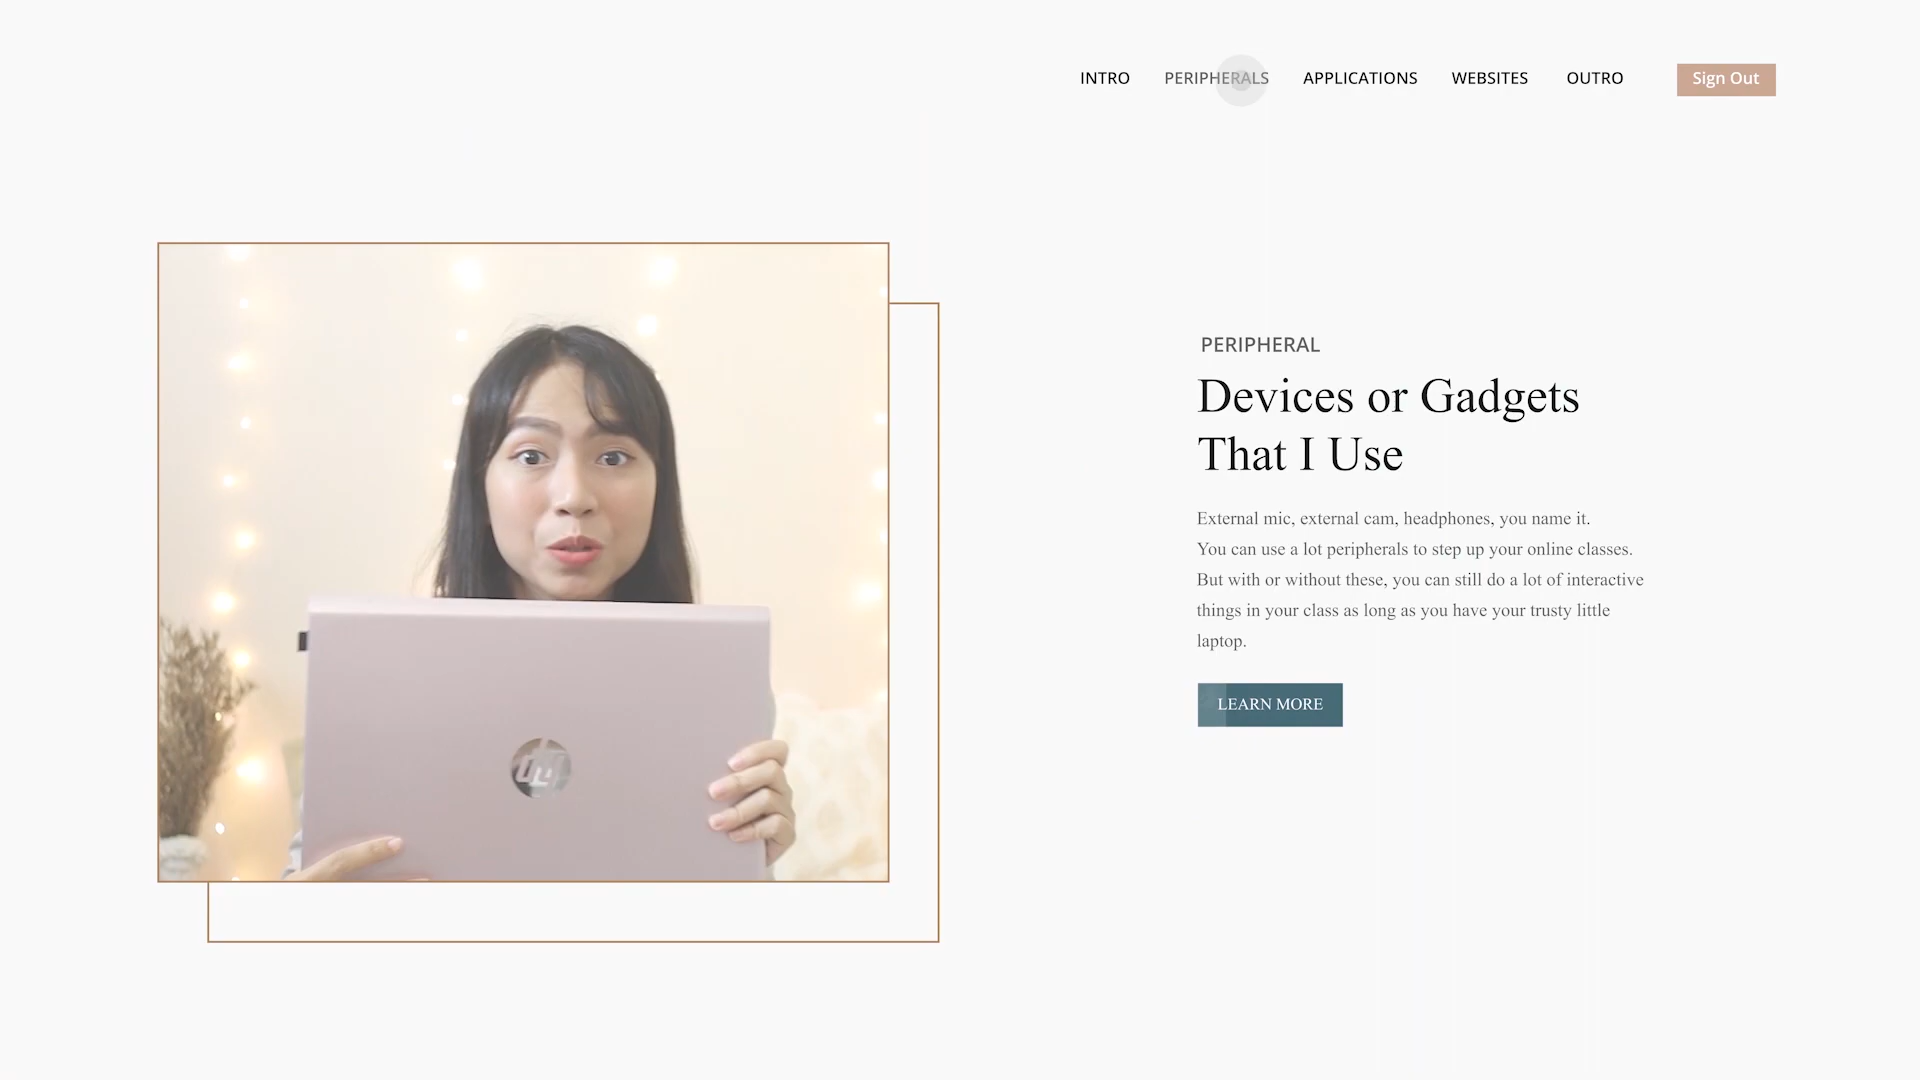 INTRO PERIPHERALS APPLICATIONS WEBSITES OUTRO Sign Out
PERIPHERAL
Devices or Gadgets
That I Use
External mic, external cam, headphones, you name it.
You can use a lot peripherals to step up your online classes.
But with or without these, you can still do a lot of interactive
things in your class as long as you have your trusty little
laptop.
LEARN MORE
hp